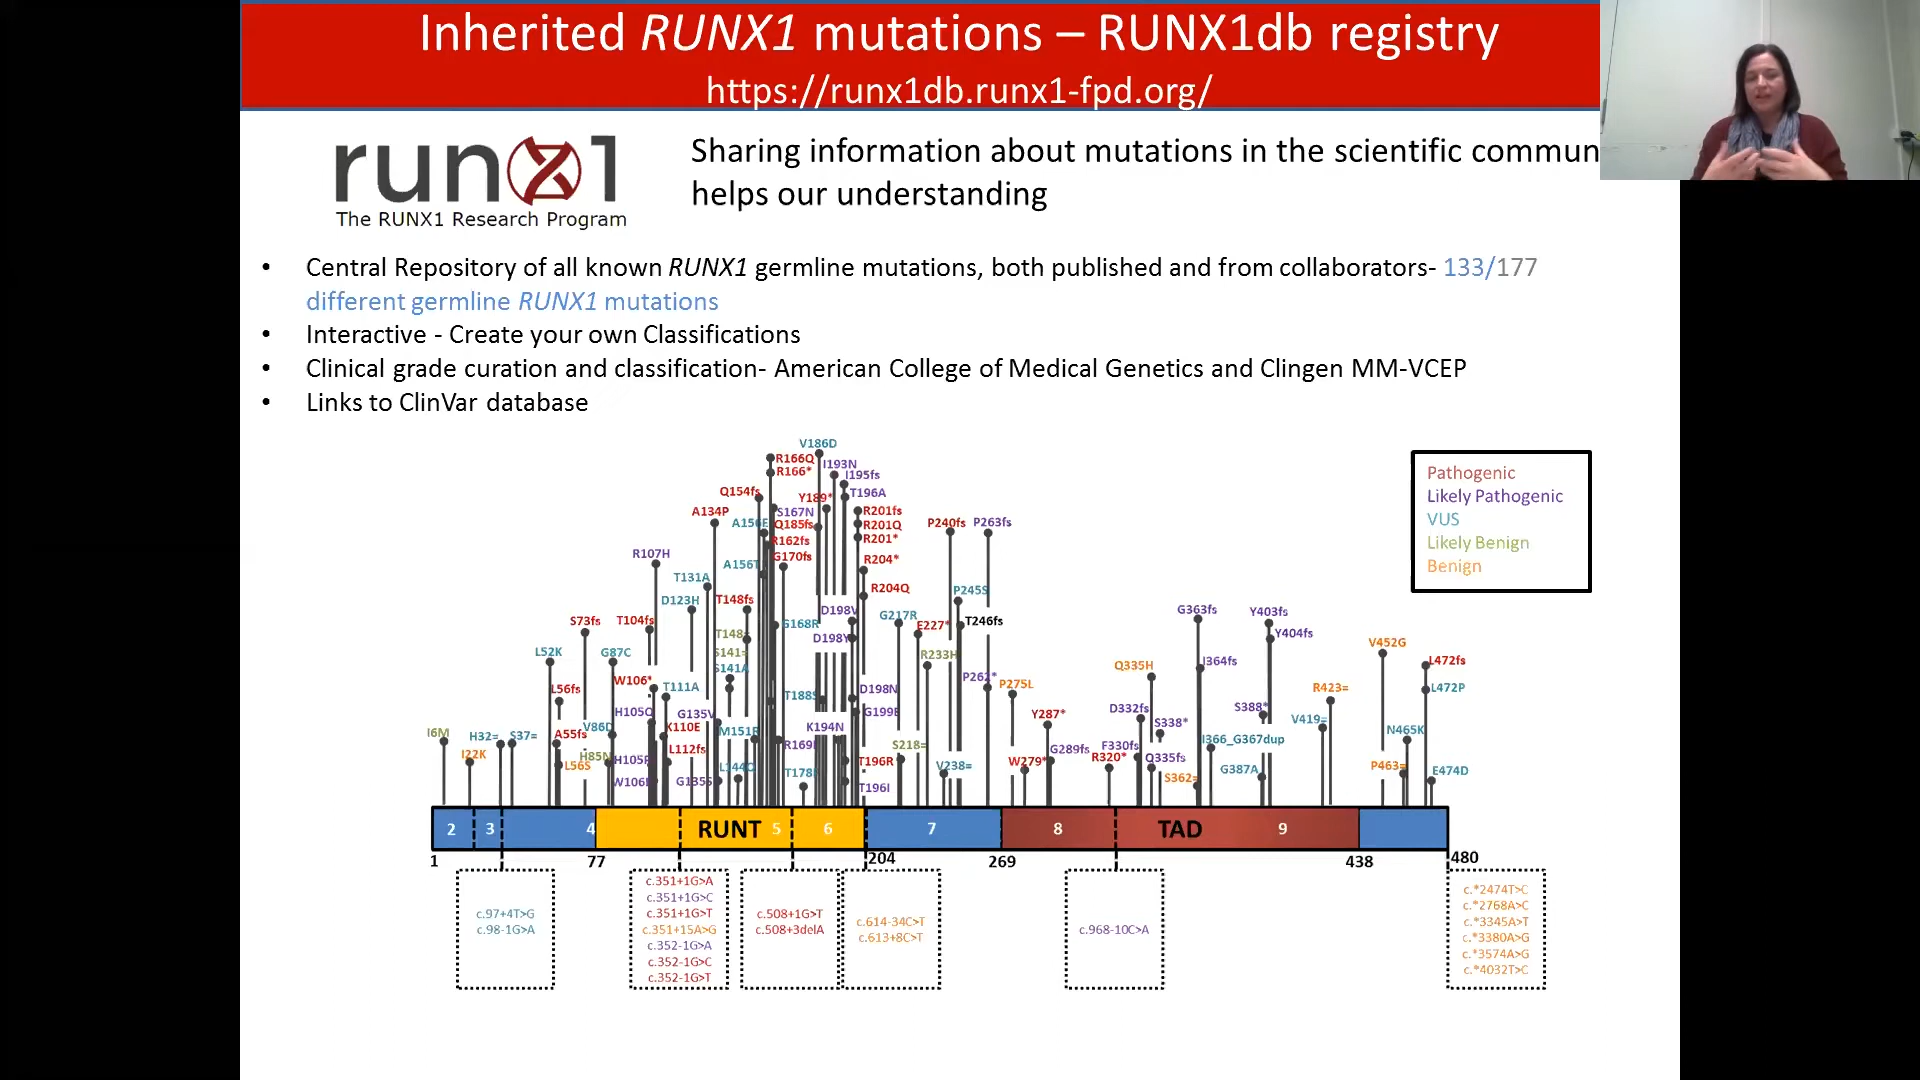 Inherited RUNX1 mutations – RUNX1db registry
https://runx1db.runx1-fpd.org/
runx1
The RUNX1 Research Program
Sharing information about mutations in the scientific commun
helps our understanding
• Central Repository of all known RUNX1 germline mutations, both published and from collaborators- 133/177
different germline RUNX1 mutations
• Interactive - Create your own Classifications
• Clinical grade curation and classification- American College of Medical Genetics and Clingen MM-VCEP
• Links to ClinVar database
Pathogenic
Likely Pathogenic
VUS
Likely Benign
Benign
V186D
R166Q
I193N
R166*
I195fs
Q154fs
T196A
Y189*
A134P
S167N
R201fs
A156E
Q185fs
R201Q
P240fs
P263fs
R162fs
R201*
R107H
G170fs
R204*
A156T
T131A
R204Q
P245S
D123H
T148fs
D198V
G363fs
Y403fs
S73fs
T104fs
G168R
G217R
E227*
T246fs
T148=
D198Y
Y404fs
V452G
L52K
G87C
S141=
R233H
I364fs
L472fs
S141A
Q335H
W106*
P262*
L56fs
T111A
T188S
D198N
P275L
R423=
L472P
H105Q
G135V
G199E
Y287*
D332fs
S388*
V86D
K110E
M151R
K194N
S338*
V419=
N465K
I6M
H32=
S37=
A55fs
S218=
F330fs
I366_G367dup
I22K
L56S
H85N
L112fs
T196R
V238=
W279*
G289fs
R320*
Q335fs
G387A
P463=
E474D
G135S
L144Q
T196I
S362=
2 3 4 RUNT 5 6 7 8 TAD 9
1 77 204 269 438 480
c.97+4T>G
c.98-1G>A
c.351+1G>A
c.351+1G>C
c.351+1G>T
c.351+15A>G
c.352-1G>A
c.352-1G>C
c.352-1G>T
c.508+1G>T
c.508+3delA
c.614-34C>T
c.613+8C>T
c.968-10C>A
c.*2474T>C
c.*2768A>C
c.*3345A>T
c.*3380A>G
c.*3574A>G
c.*4032T>C